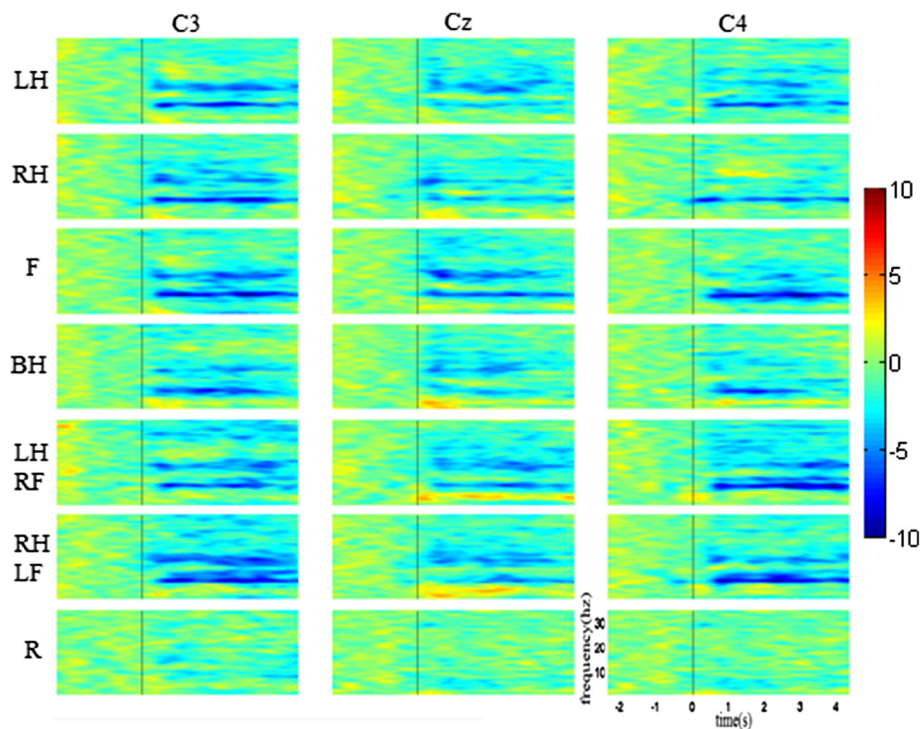 C3 Cz C4
LH
RH
F
BH
LH
RF
RH
LF
R
10
5
0
-5
-10
frequency(hz)
30
20
10
-2 -1 0 1 2 3 4
time(s)